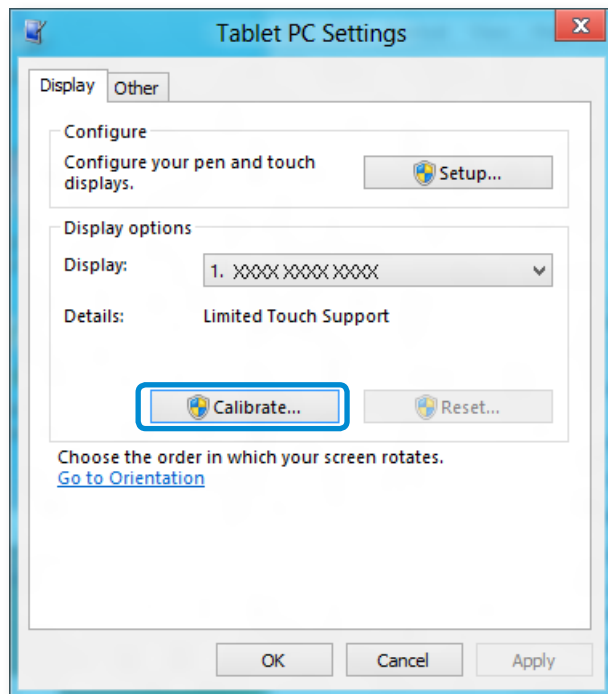 Tablet PC Settings
Display
Other
Configure
Configure your pen and touch
displays.
Setup...
Display options
Display:
1. XXXX XXXX XXXX
Details:
Limited Touch Support
Calibrate...
Reset...
Choose the order in which your screen rotates.
Go to Orientation
OK
Cancel
Apply